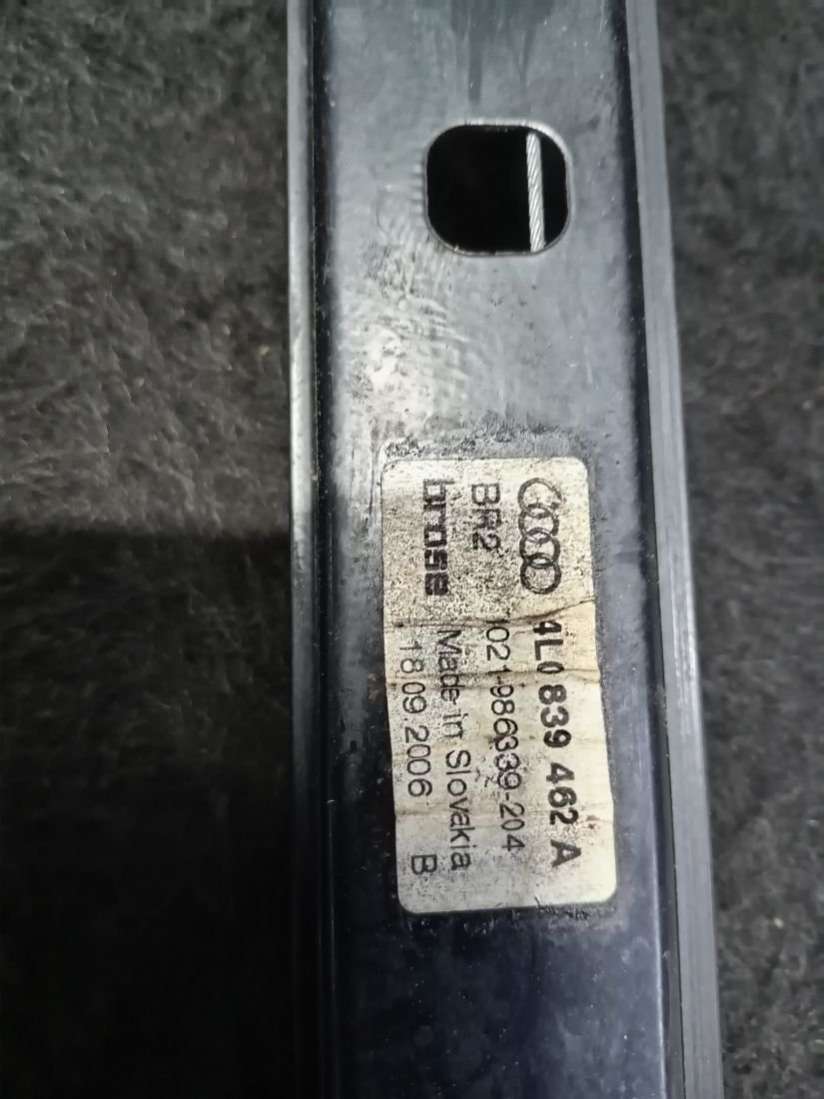 4L0 839 462 A
BR2 021-986339-204
brose Made in Slovakia
18.09.2006 B